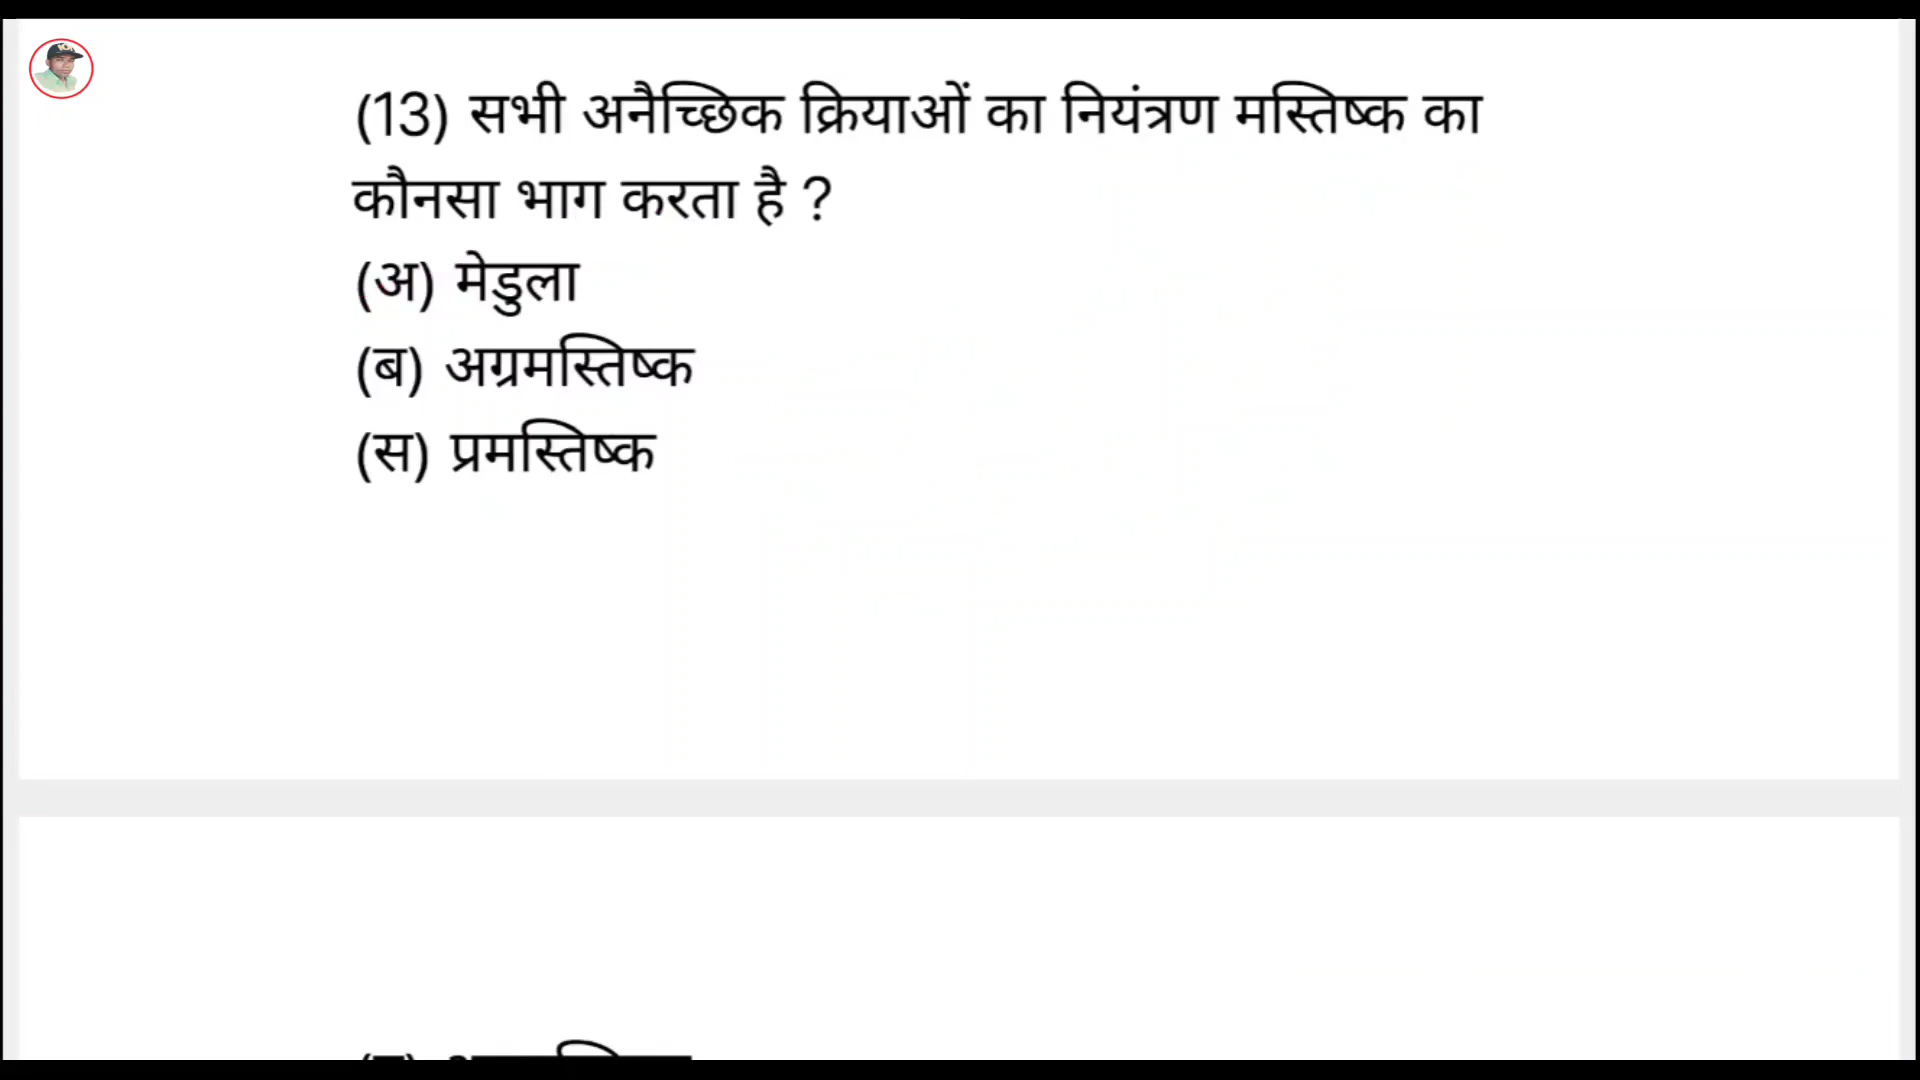 (13) सभी अनैच्छिक क्रियाओं का नियंत्रण मस्तिष्क का
कौनसा भाग करता है ?
(अ) मेडुला
(ब) अग्रमस्तिष्क
(स) प्रमस्तिष्क